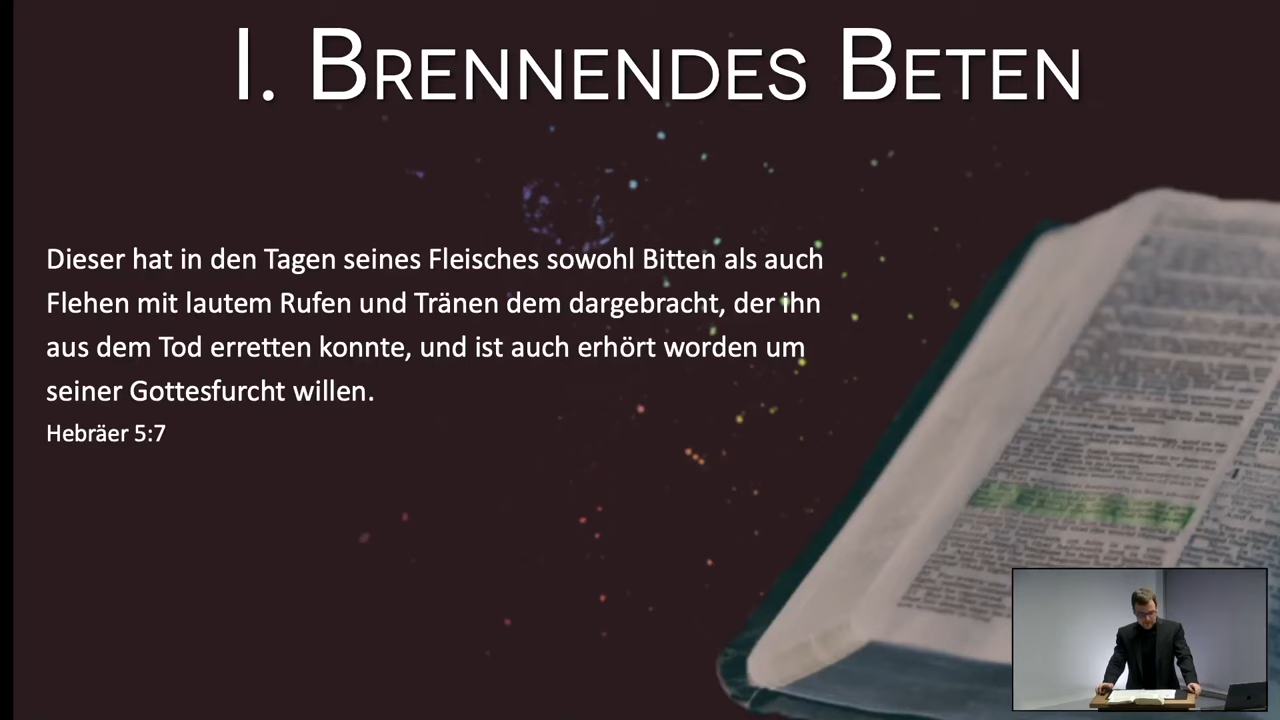 I. Brennendes Beten
Dieser hat in den Tagen seines Fleisches sowohl Bitten als auch
Flehen mit lautem Rufen und Tränen dem dargebracht, der ihn
aus dem Tod erretten konnte, und ist auch erhört worden um
seiner Gottesfurcht willen.
Hebräer 5:7